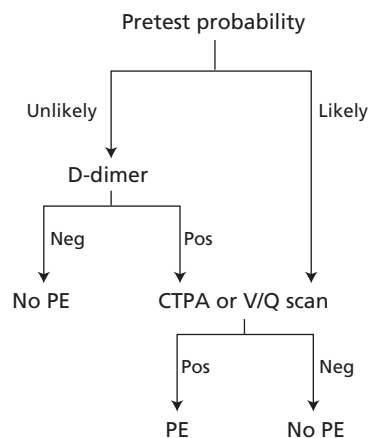 Pretest probability
Unlikely
Likely
D-dimer
Neg
Pos
No PE
CTPA or V/Q scan
Pos
Neg
PE
No PE